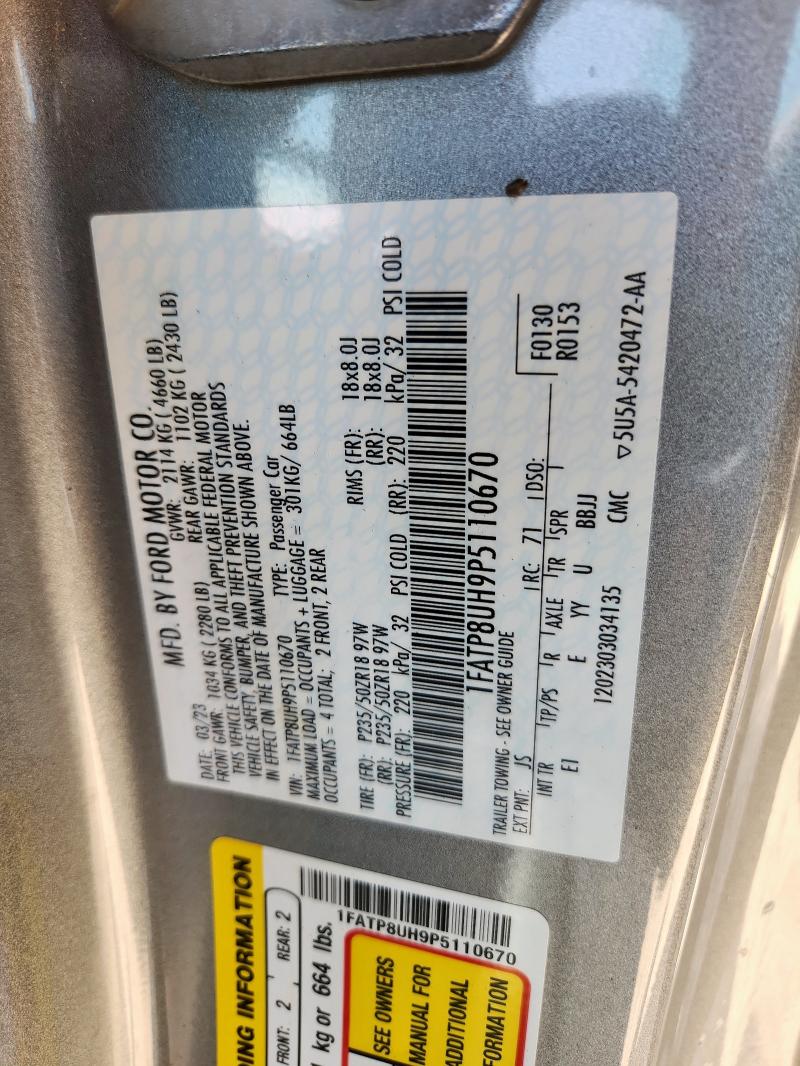 MFD. BY FORD MOTOR CO.
DATE: 03/23 GVWR: 2114 KG ( 4660 LB)
FRONT GAWR: 1034 KG ( 2280 LB) REAR GAWR: 1102 KG ( 2430 LB)
THIS VEHICLE CONFORMS TO ALL APPLICABLE FEDERAL MOTOR
VEHICLE SAFETY, BUMPER, AND THEFT PREVENTION STANDARDS
IN EFFECT ON THE DATE OF MANUFACTURE SHOWN ABOVE.
VIN: 1FATP8UH9P5110670 TYPE: Passenger Car
MAXIMUM LOAD = OCCUPANTS + LUGGAGE = 301KG/ 664LB
OCCUPANTS = 4 TOTAL: 2 FRONT, 2 REAR
TIRE (FR): P235/50ZR18 97W RIMS (FR): 18x8.0J
(RR): P235/50ZR18 97W (RR): 18x8.0J
PRESSURE (FR): 220 kPa/ 32 PSI COLD (RR): 220 kPa/ 32 PSI COLD
1FATP8UH9P5110670
TRAILER TOWING - SEE OWNER GUIDE
EXT PNT: JS RC: 71 DSO: F0130
R0153
INT TR TP/PS R AXLE TR SPR
EI E YY U BBJJ
1202303034135 CMC ▽5U5A-5420472-AA
DING INFORMATION
FRONT: 2 REAR: 2
kg or 664 lbs.
1FATP8UH9P5110670
SEE OWNERS
MANUAL FOR
ADDITIONAL
FORMATION